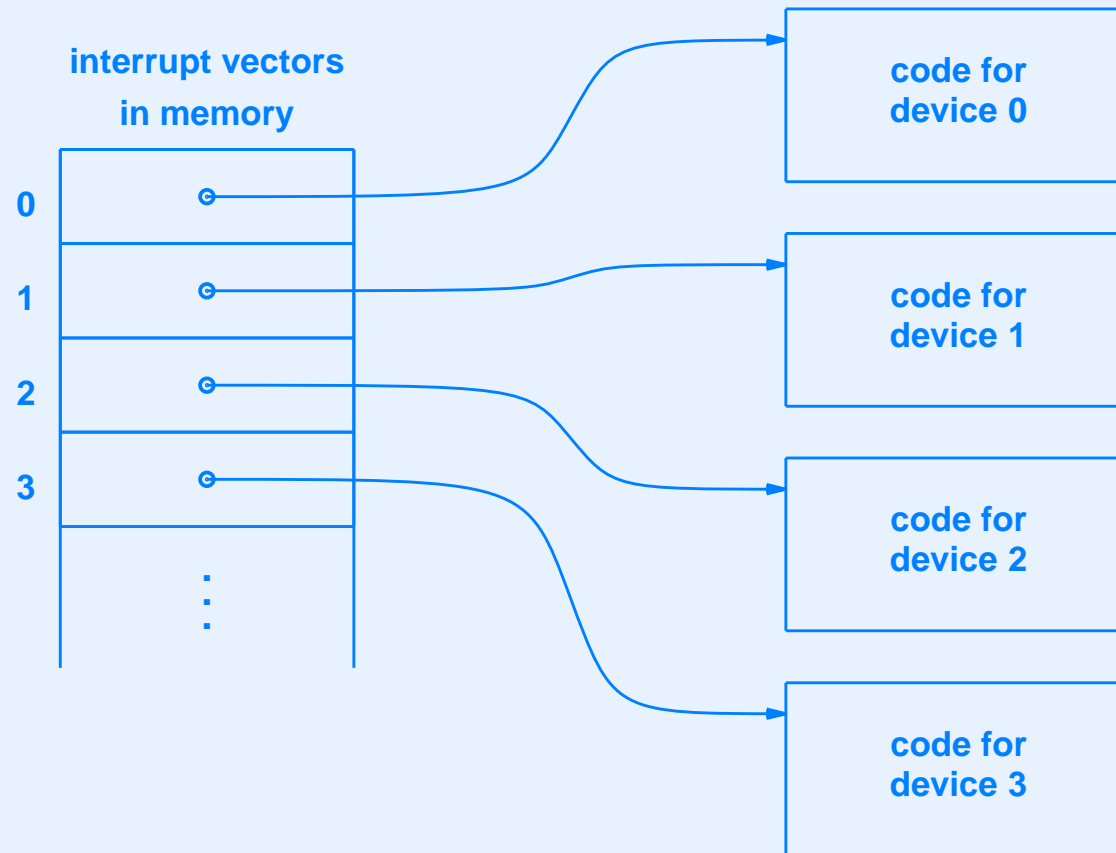 interrupt vectors
in memory
0
1
2
3
code for
device 0
code for
device 1
code for
device 2
code for
device 3